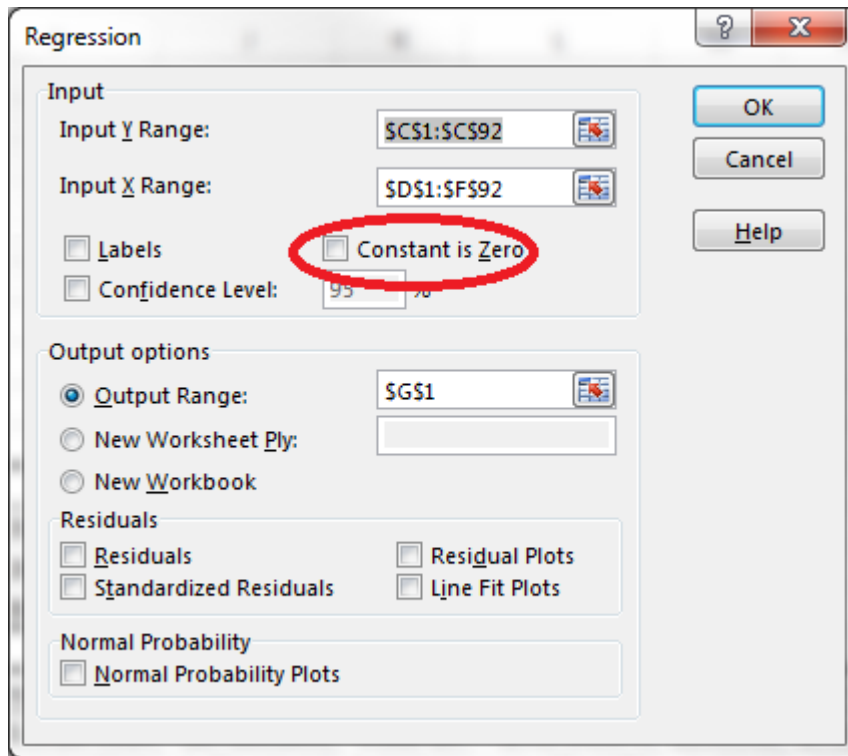 Regression
Input
Input Y Range: $C$1:$C$92
Input X Range: $D$1:$F$92
Labels Constant is Zero
Confidence Level: 95 %
OK
Cancel
Help
Output options
Output Range: $G$1
New Worksheet Ply:
New Workbook
Residuals
Residuals Residual Plots
Standardized Residuals Line Fit Plots
Normal Probability
Normal Probability Plots